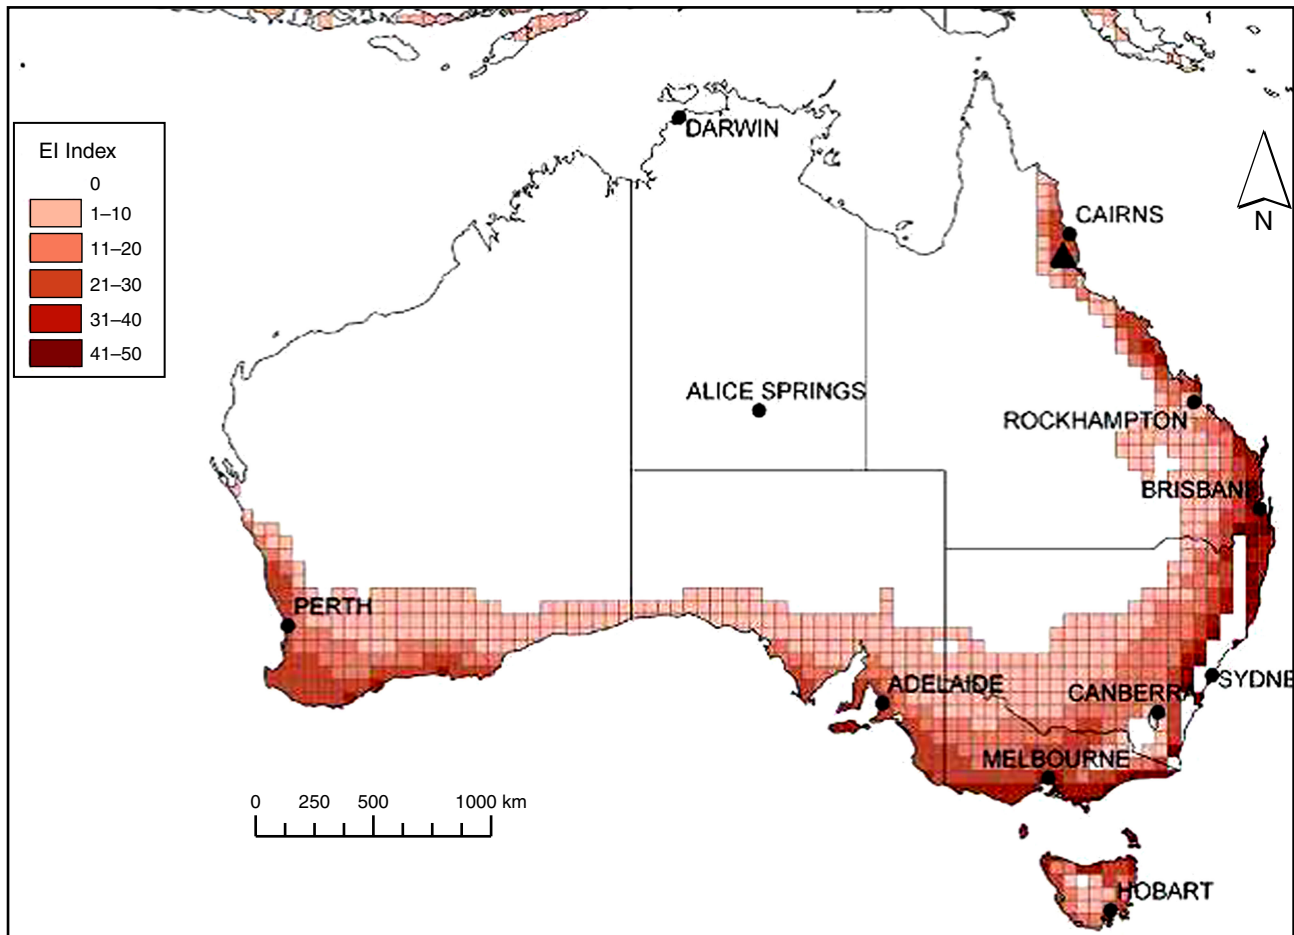 DARWIN
EI Index
0
1–10
11–20
21–30
31–40
41–50
CAIRNS
N
ALICE SPRINGS
ROCKHAMPTON
BRISBANE
PERTH
ADELAIDE
CANBERRA
SYDNE
MELBOURNE
0 250 500 1000 km
HOBART